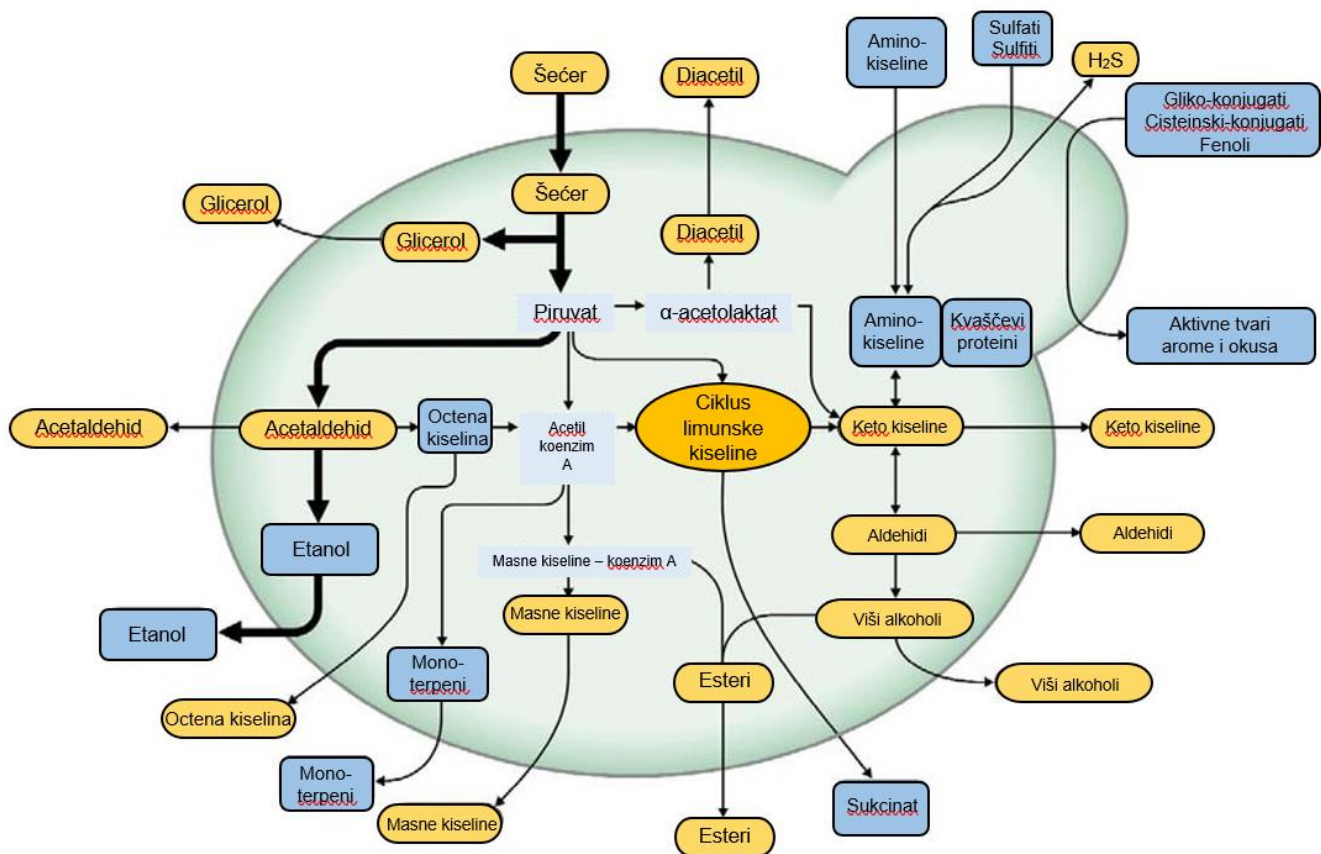 Šećer
Diacetil
Amino-
kiseline
Sulfati
Sulfiti
H₂S
Gliko-konjugati
Cisteinski-konjugati
Fenoli
Šećer
Glicerol
Glicerol
Diacetil
Piruvat
α-acetolaktat
Amino-
kiseline
Kvaščevi
proteini
Aktivne tvari
arome i okusa
Acetaldehid
Acetaldehid
Octena
kiselina
Acetil
koenzim
A
Ciklus
limunske
kiseline
Keto kiseline
Keto kiseline
Etanol
Aldehidi
Aldehidi
Masne kiseline – koenzim A
Masne kiseline
Viši alkoholi
Etanol
Mono-
terpeni
Esteri
Viši alkoholi
Octena kiselina
Mono-
terpeni
Masne kiseline
Esteri
Sukcinat